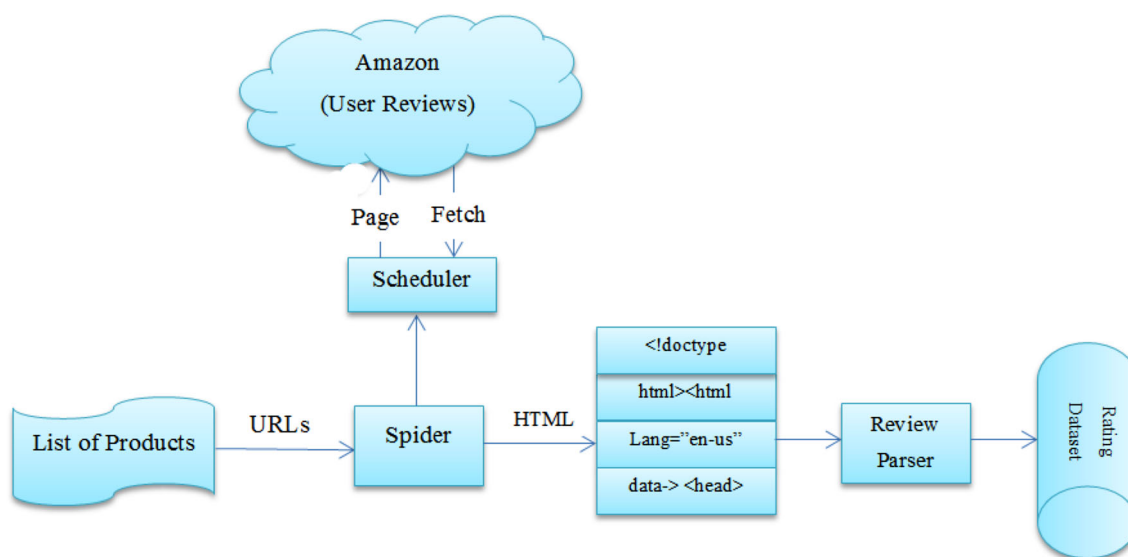 Amazon
(User Reviews)
Page
Fetch
Scheduler
<!doctype
html><html
Lang=”en-us”
data-> <head>
List of Products
URLs
Spider
HTML
Review
Parser
Rating
Dataset